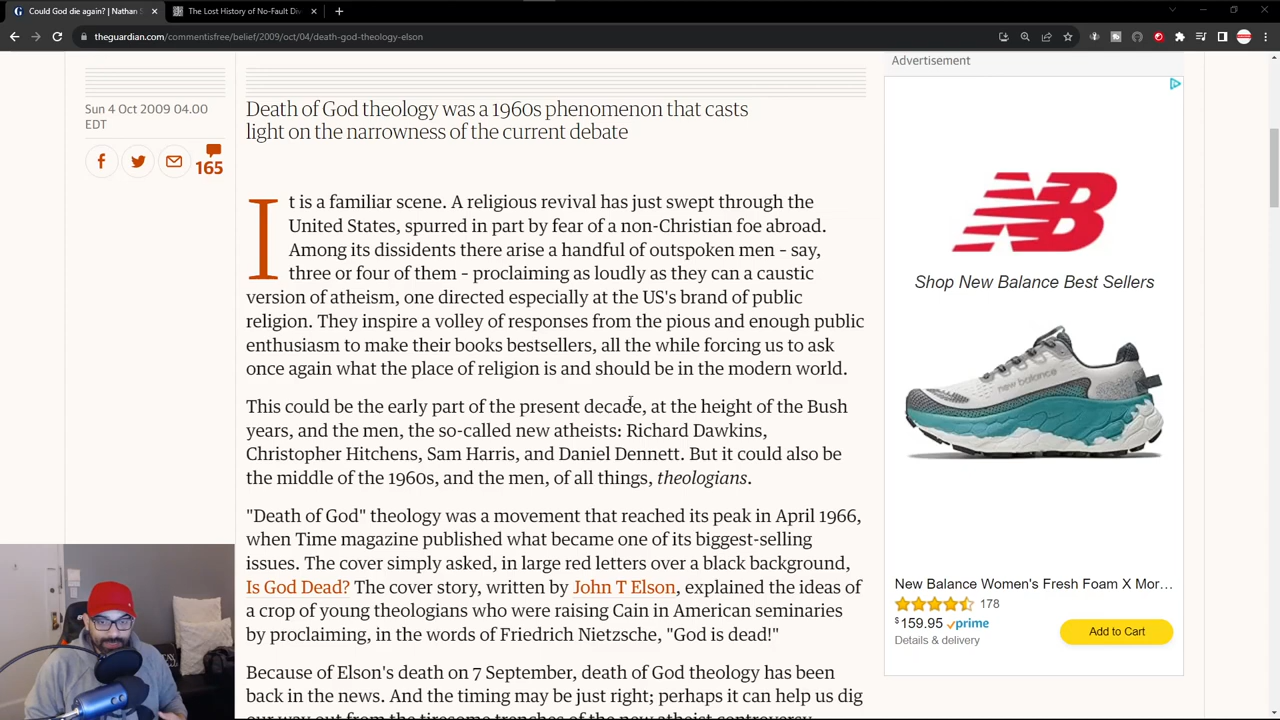 Could God die again? | Nathan
The Lost History of No-Fault Div
theguardian.com/commentisfree/belief/2009/oct/04/death-god-theology-elson
Sun 4 Oct 2009 04.00
EDT
165
Death of God theology was a 1960s phenomenon that casts
light on the narrowness of the current debate
It is a familiar scene. A religious revival has just swept through the
United States, spurred in part by fear of a non-Christian foe abroad.
Among its dissidents there arise a handful of outspoken men – say,
three or four of them – proclaiming as loudly as they can a caustic
version of atheism, one directed especially at the US's brand of public
religion. They inspire a volley of responses from the pious and enough public
enthusiasm to make their books bestsellers, all the while forcing us to ask
once again what the place of religion is and should be in the modern world.
This could be the early part of the present decade, at the height of the Bush
years, and the men, the so-called new atheists: Richard Dawkins,
Christopher Hitchens, Sam Harris, and Daniel Dennett. But it could also be
the middle of the 1960s, and the men, of all things, theologians.
"Death of God" theology was a movement that reached its peak in April 1966,
when Time magazine published what became one of its biggest-selling
issues. The cover simply asked, in large red letters over a black background,
Is God Dead? The cover story, written by John T Elson, explained the ideas of
a crop of young theologians who were raising Cain in American seminaries
by proclaiming, in the words of Friedrich Nietzsche, "God is dead!"
Because of Elson's death on 7 September, death of God theology has been
back in the news. And the timing may be just right; perhaps it can help us dig
our way out from the tiresome trenches of the new atheist controversy
Advertisement
NB
Shop New Balance Best Sellers
new balance
New Balance Women's Fresh Foam X Mor...
178
$159.95 prime
Details & delivery
Add to Cart